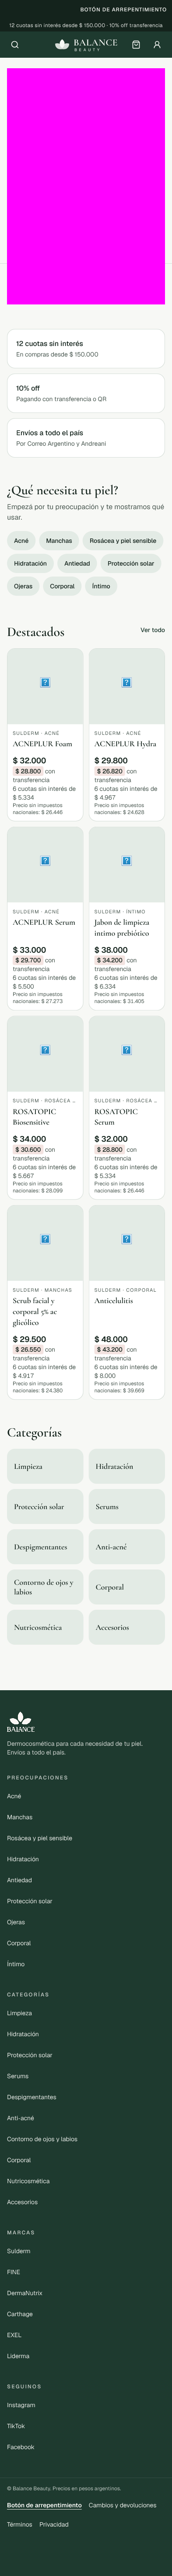 BOTÓN DE ARREPENTIMIENTO
12 cuotas sin interés desde $ 150.000 · 10% off transferencia
BALANCE
BEAUTY
12 cuotas sin interés
En compras desde $ 150.000
10% off
Pagando con transferencia o QR
Envíos a todo el país
Por Correo Argentino y Andreani
¿Qué necesita tu piel?
Empezá por tu preocupación y te mostramos qué
usar.
Acné
Manchas
Rosácea y piel sensible
Hidratación
Antiedad
Protección solar
Ojeras
Corporal
Íntimo
Destacados
Ver todo
SULDERM · ACNÉ
ACNEPLUR Foam
$ 32.000
$ 28.800 con
transferencia
6 cuotas sin interés de
$ 5.334
Precio sin impuestos
nacionales: $ 26.446
SULDERM · ACNÉ
ACNEPLUR Hydra
$ 29.800
$ 26.820 con
transferencia
6 cuotas sin interés de
$ 4.967
Precio sin impuestos
nacionales: $ 24.628
SULDERM · ACNÉ
ACNEPLUR Serum
$ 33.000
$ 29.700 con
transferencia
6 cuotas sin interés de
$ 5.500
Precio sin impuestos
nacionales: $ 27.273
SULDERM · ÍNTIMO
Jabon de limpieza
intimo prebiótico
$ 38.000
$ 34.200 con
transferencia
6 cuotas sin interés de
$ 6.334
Precio sin impuestos
nacionales: $ 31.405
SULDERM · ROSÁCEA …
ROSATOPIC
Biosensitive
$ 34.000
$ 30.600 con
transferencia
6 cuotas sin interés de
$ 5.667
Precio sin impuestos
nacionales: $ 28.099
SULDERM · ROSÁCEA …
ROSATOPIC
Serum
$ 32.000
$ 28.800 con
transferencia
6 cuotas sin interés de
$ 5.334
Precio sin impuestos
nacionales: $ 26.446
SULDERM · MANCHAS
Scrub facial y
corporal 5% ac
glicólico
$ 29.500
$ 26.550 con
transferencia
6 cuotas sin interés de
$ 4.917
Precio sin impuestos
nacionales: $ 24.380
SULDERM · CORPORAL
Anticelulitis
$ 48.000
$ 43.200 con
transferencia
6 cuotas sin interés de
$ 8.000
Precio sin impuestos
nacionales: $ 39.669
Categorías
Limpieza
Hidratación
Protección solar
Serums
Despigmentantes
Anti-acné
Contorno de ojos y
labios
Corporal
Nutricosmética
Accesorios
BALANCE
Dermocosmética para cada necesidad de tu piel.
Envíos a todo el país.
PREOCUPACIONES
Acné
Manchas
Rosácea y piel sensible
Hidratación
Antiedad
Protección solar
Ojeras
Corporal
Íntimo
CATEGORÍAS
Limpieza
Hidratación
Protección solar
Serums
Despigmentantes
Anti-acné
Contorno de ojos y labios
Corporal
Nutricosmética
Accesorios
MARCAS
Sulderm
FINE
DermaNutrix
Carthage
EXEL
Liderma
SEGUINOS
Instagram
TikTok
Facebook
© Balance Beauty. Precios en pesos argentinos.
Botón de arrepentimiento
Cambios y devoluciones
Términos
Privacidad